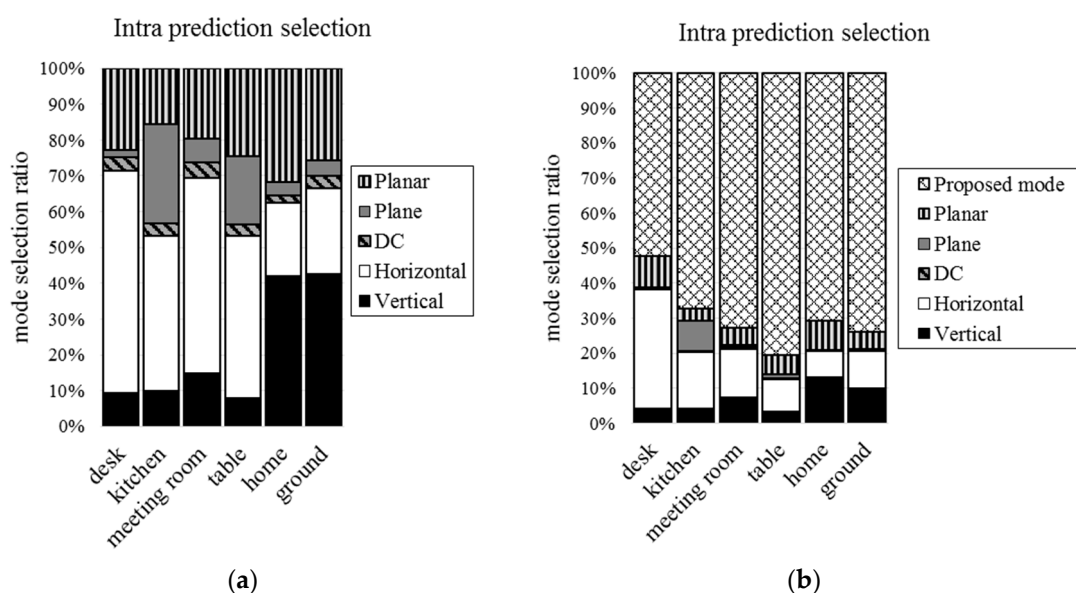 Intra prediction selection
100%
90%
80%
70%
60%
50%
40%
30%
20%
10%
0%
mode selection ratio
desk
kitchen
meeting room
table
home
ground
Planar
Plane
DC
Horizontal
Vertical
(a)
Intra prediction selection
100%
90%
80%
70%
60%
50%
40%
30%
20%
10%
0%
mode selection ratio
desk
kitchen
meeting room
table
home
ground
Proposed mode
Planar
Plane
DC
Horizontal
Vertical
(b)